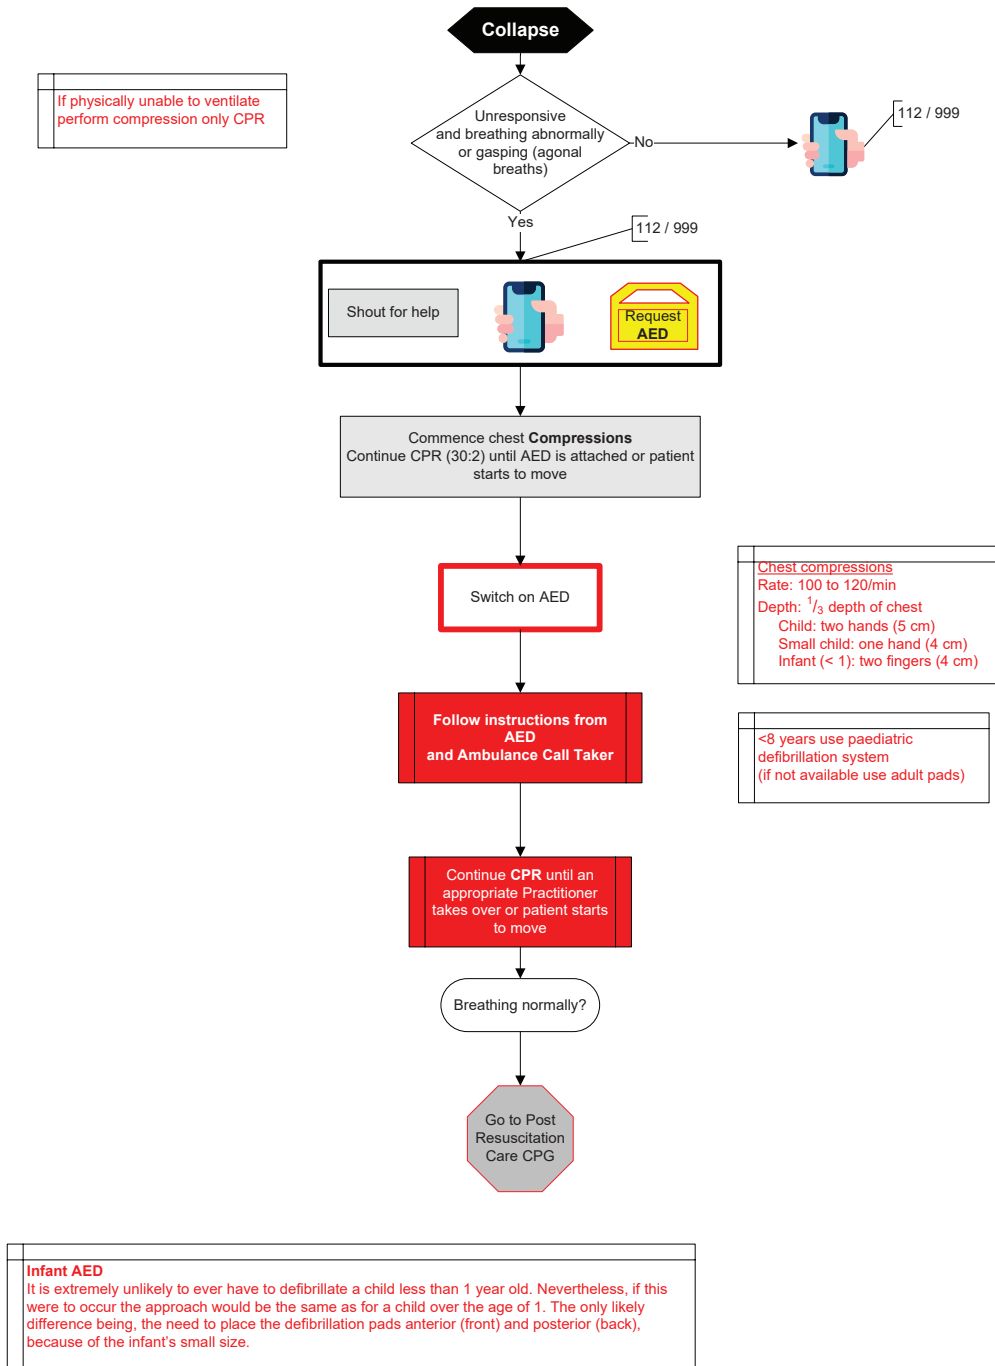 Collapse
If physically unable to ventilate
perform compression only CPR
Unresponsive
and breathing abnormally
or gasping (agonal
breaths)
No
112 / 999
Yes
112 / 999
Shout for help
Request
AED
Commence chest Compressions
Continue CPR (30:2) until AED is attached or patient
starts to move
Switch on AED
Chest compressions
Rate: 100 to 120/min
Depth: 1/3 depth of chest
Child: two hands (5 cm)
Small child: one hand (4 cm)
Infant (< 1): two fingers (4 cm)
Follow instructions from
AED
and Ambulance Call Taker
<8 years use paediatric
defibrillation system
(if not available use adult pads)
Continue CPR until an
appropriate Practitioner
takes over or patient starts
to move
Breathing normally?
Go to Post
Resuscitation
Care CPG
Infant AED
It is extremely unlikely to ever have to defibrillate a child less than 1 year old. Nevertheless, if this
were to occur the approach would be the same as for a child over the age of 1. The only likely
difference being, the need to place the defibrillation pads anterior (front) and posterior (back),
because of the infant's small size.